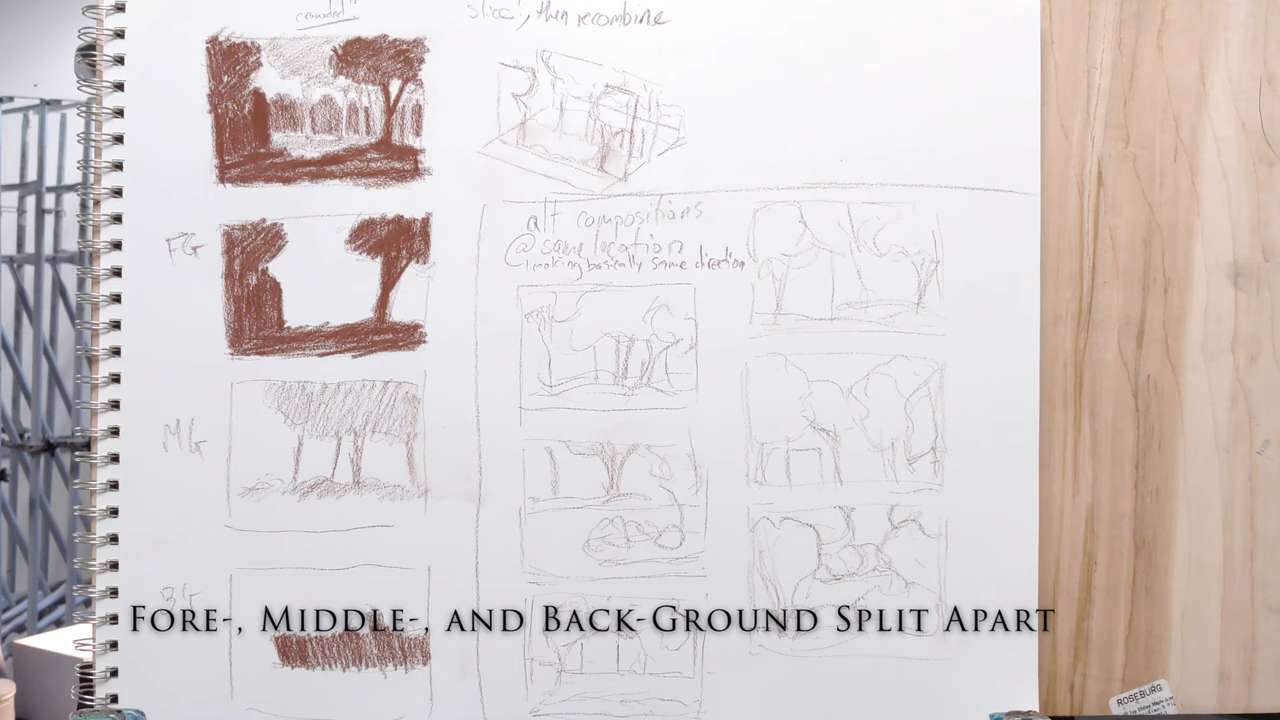 crowded"
slice!, then recombine
FG
alt compositions
@ same location
looking basically same direction
MG
BG
FORE-, MIDDLE-, AND BACK-GROUND SPLIT APART
ROSEBURG